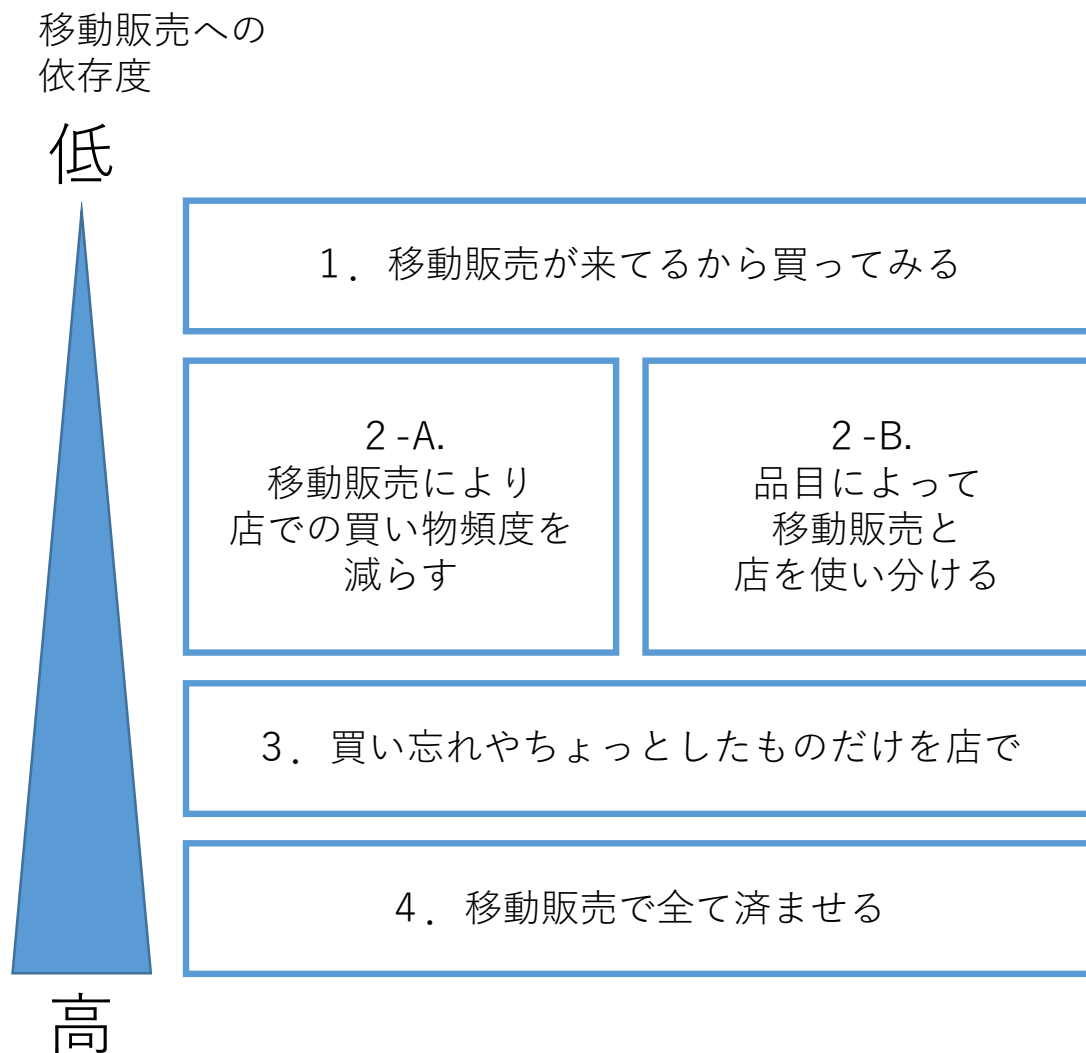 移動販売への
依存度
低
1．移動販売が来てるから買ってみる
2-A.
移動販売により
店での買い物頻度を
減らす
2-B.
品目によって
移動販売と
店を使い分ける
3．買い忘れやちょっとしたものだけを店で
4．移動販売で全て済ませる
高